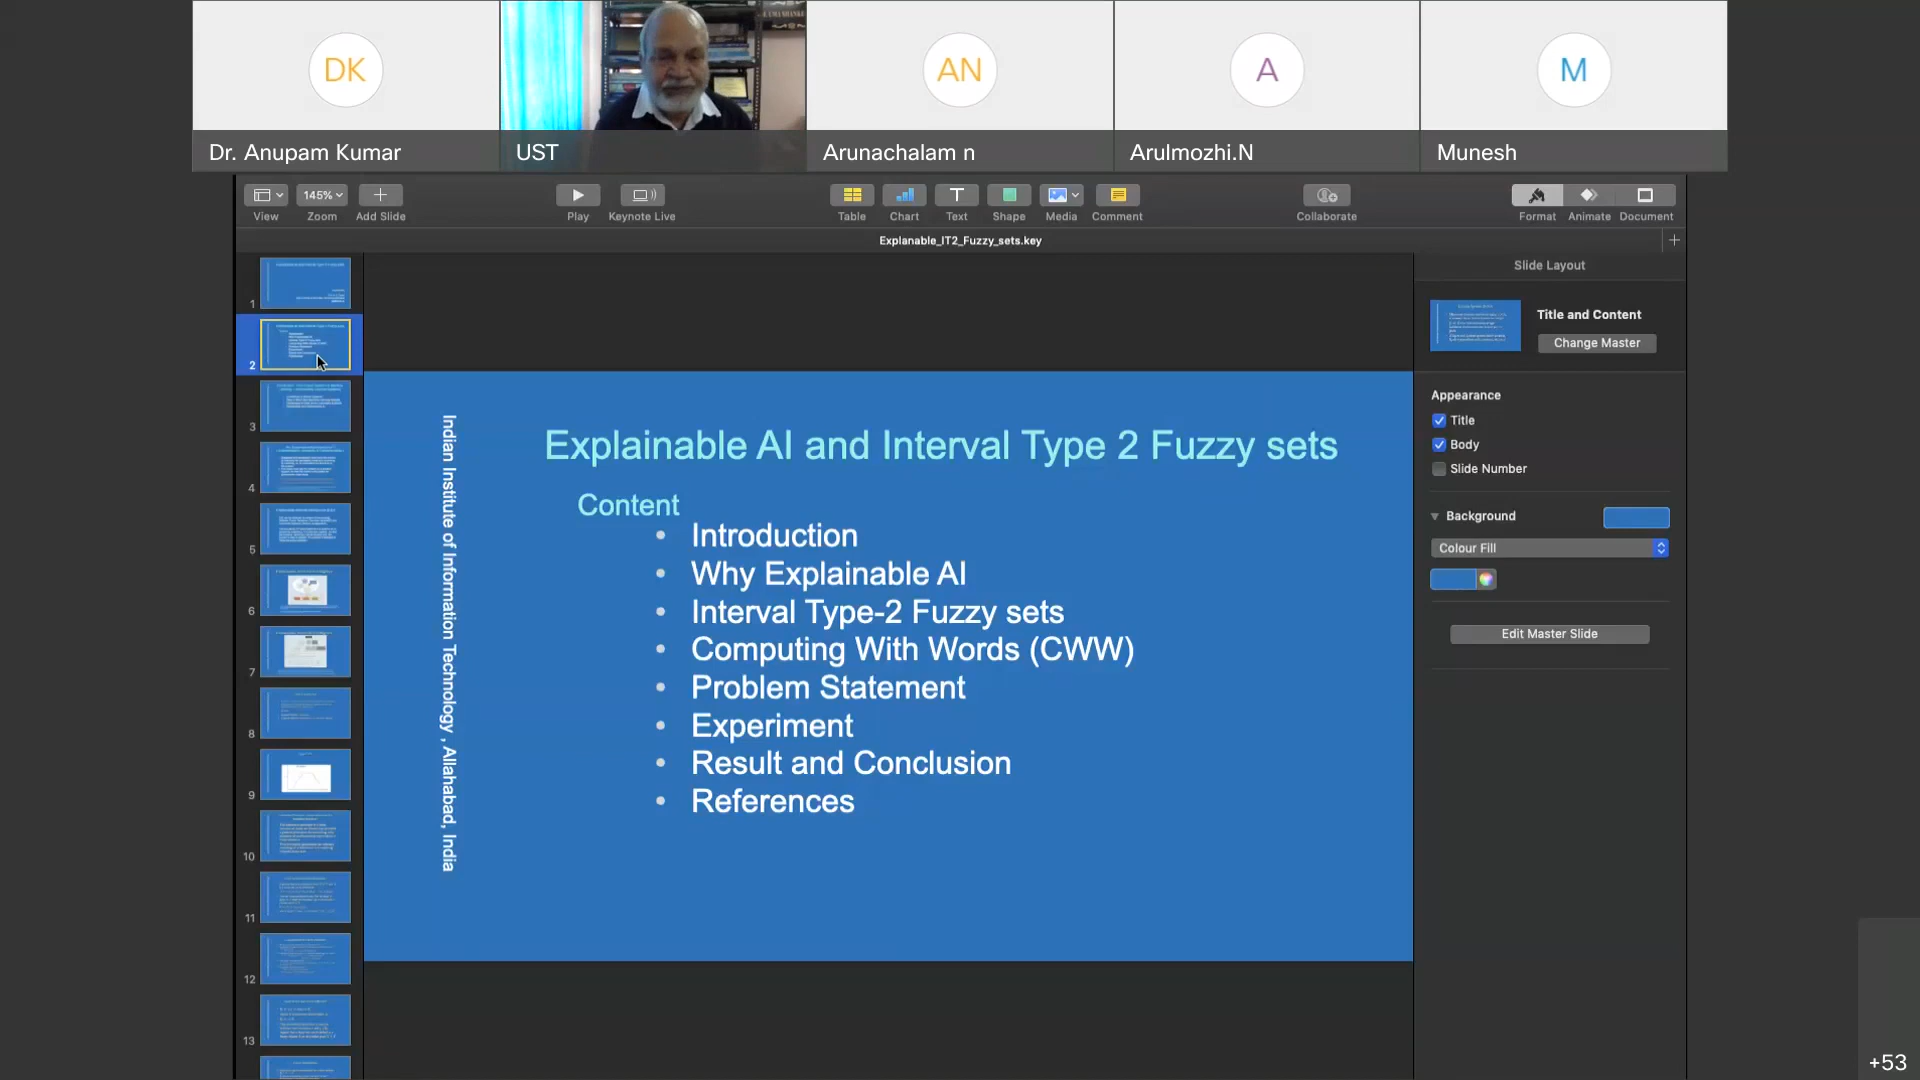 DK
AN
A
M
Dr. Anupam Kumar
UST
Arunachalam n
Arulmozhi.N
Munesh
145%
View
Zoom
Add Slide
Play
Keynote Live
Table
Chart
Text
Shape
Media
Comment
Collaborate
Format
Animate
Document
Explanable_IT2_Fuzzy_sets.key
1
2
3
4
5
6
7
8
9
10
11
12
13
Indian Institute of Information Technology , Allahabad, India
Explainable AI and Interval Type 2 Fuzzy sets
Content
• Introduction
• Why Explainable AI
• Interval Type-2 Fuzzy sets
• Computing With Words (CWW)
• Problem Statement
• Experiment
• Result and Conclusion
• References
Slide Layout
Title and Content
Change Master
Appearance
Title
Body
Slide Number
Background
Colour Fill
Edit Master Slide
+53